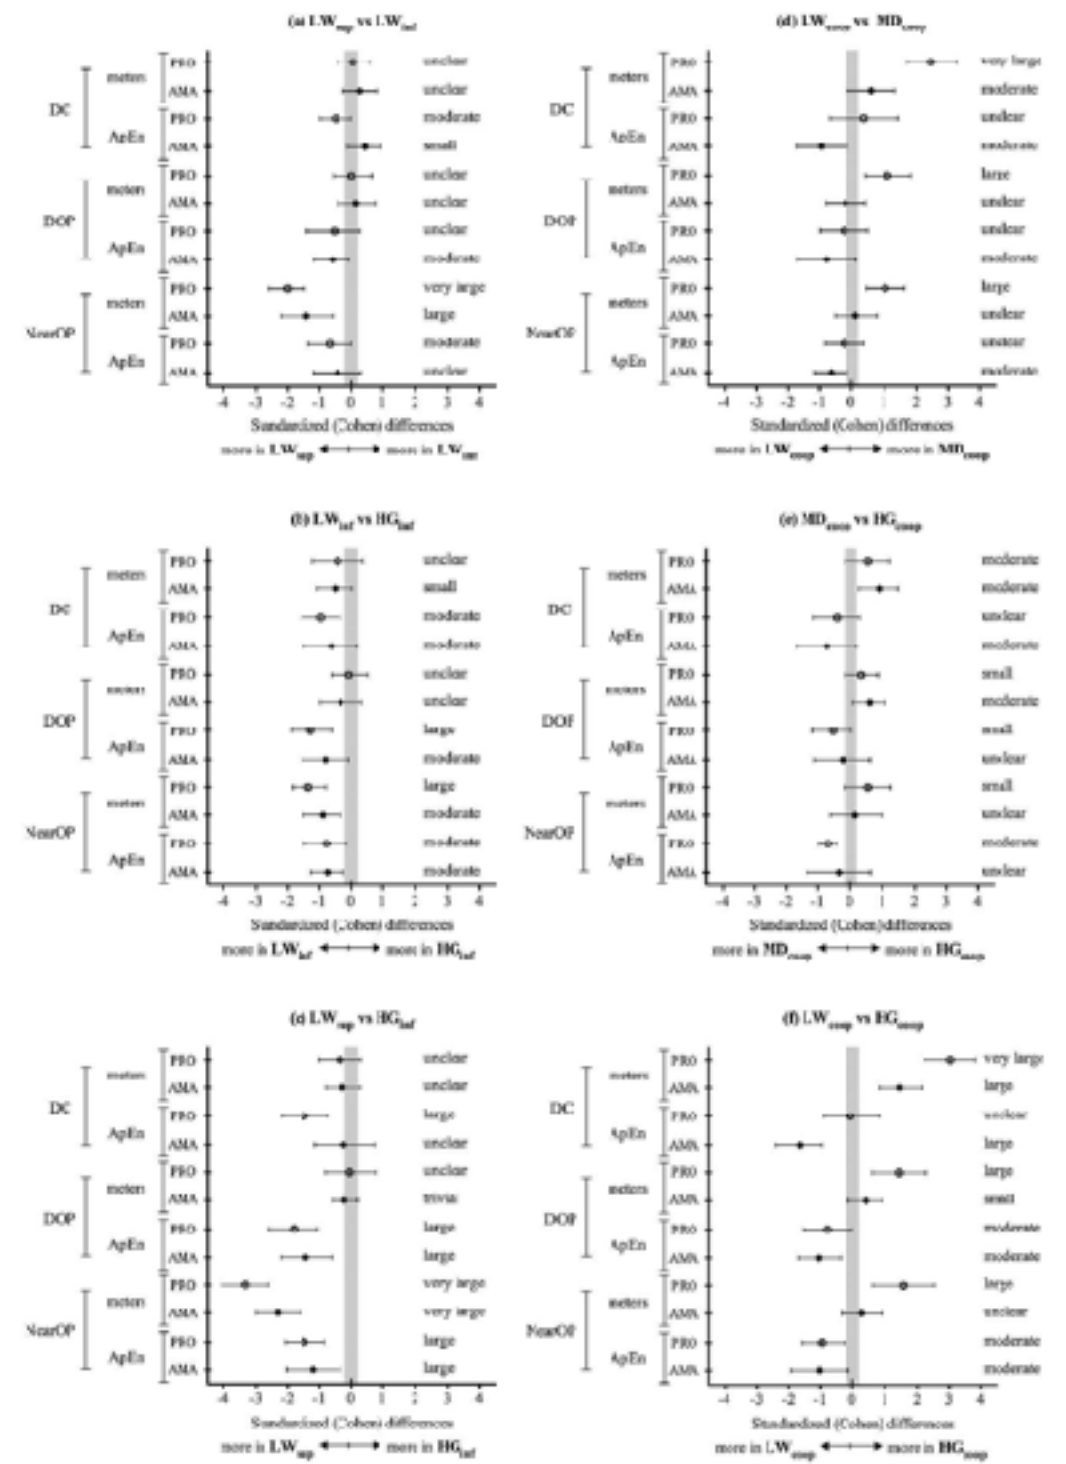 (a) LWsup vs LWinf
DC
meters
PRO unclear
AMA unclear
ApEn
PRO moderate
AMA small
DOP
meters
PRO unclear
AMA unclear
ApEn
PRO unclear
AMA moderate
NearOP
meters
PRO very large
AMA large
ApEn
PRO moderate
AMA unclear
-4 -3 -2 -1 0 1 2 3 4
Standardized (Cohen) differences
more in LWsup more in LWinf
(d) LWcoop vs MDcoop
DC
meters
PRO very large
AMA moderate
ApEn
PRO unclear
AMA moderate
DOP
meters
PRO large
AMA unclear
ApEn
PRO unclear
AMA moderate
NearOP
meters
PRO large
AMA unclear
ApEn
PRO unclear
AMA moderate
-4 -3 -2 -1 0 1 2 3 4
Standardized (Cohen) differences
more in LWcoop more in MDcoop
(b) LWinf vs HGinf
DC
meters
PRO unclear
AMA small
ApEn
PRO moderate
AMA moderate
DOP
meters
PRO unclear
AMA unclear
ApEn
PRO large
AMA moderate
NearOP
meters
PRO large
AMA moderate
ApEn
PRO moderate
AMA moderate
-4 -3 -2 -1 0 1 2 3 4
Standardized (Cohen) differences
more in LWinf more in HGinf
(e) MDcoop vs HGcoop
DC
meters
PRO moderate
AMA moderate
ApEn
PRO unclear
AMA moderate
DOP
meters
PRO small
AMA moderate
ApEn
PRO small
AMA unclear
NearOP
meters
PRO small
AMA unclear
ApEn
PRO moderate
AMA unclear
-4 -3 -2 -1 0 1 2 3 4
Standardized (Cohen) differences
more in MDcoop more in HGcoop
(c) LWsup vs HGinf
DC
meters
PRO unclear
AMA unclear
ApEn
PRO large
AMA unclear
DOP
meters
PRO unclear
AMA trivial
ApEn
PRO large
AMA large
NearOP
meters
PRO very large
AMA very large
ApEn
PRO large
AMA large
-4 -3 -2 -1 0 1 2 3 4
Standardized (Cohen) differences
more in LWsup more in HGinf
(f) LWcoop vs HGcoop
DC
meters
PRO very large
AMA large
ApEn
PRO unclear
AMA large
DOP
meters
PRO large
AMA small
ApEn
PRO moderate
AMA moderate
NearOP
meters
PRO large
AMA unclear
ApEn
PRO moderate
AMA moderate
-4 -3 -2 -1 0 1 2 3 4
Standardized (Cohen) differences
more in LWcoop more in HGcoop